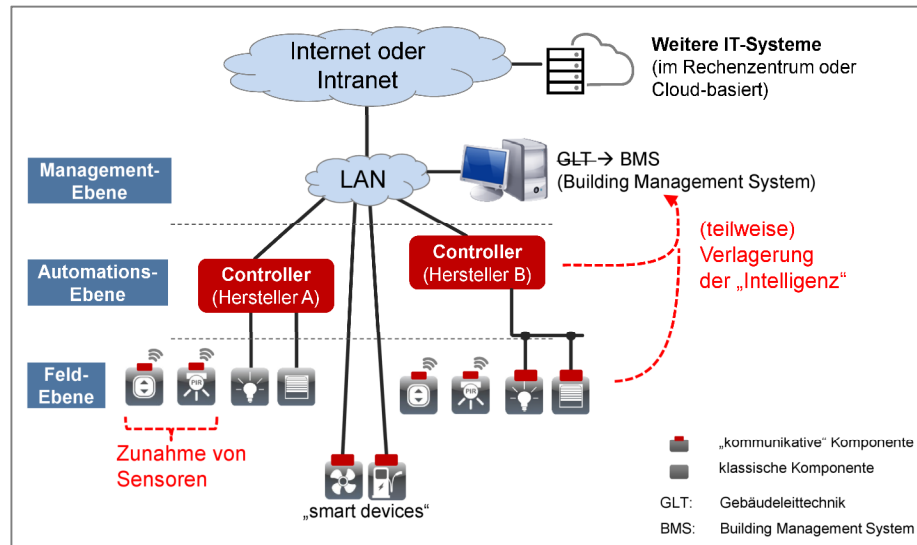 Internet oder
Intranet
Weitere IT-Systeme
(im Rechenzentrum oder
Cloud-basiert)
Management-
Ebene
LAN
GLT → BMS
(Building Management System)
(teilweise)
Verlagerung
der „Intelligenz“
Automations-
Ebene
Controller
(Hersteller A)
Controller
(Hersteller B)
Feld-
Ebene
PIR
PIR
Zunahme von
Sensoren
„smart devices“
„kommunikative“ Komponente
klassische Komponente
GLT: Gebäudeleittechnik
BMS: Building Management System